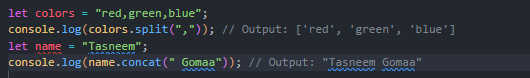 let colors = "red,green,blue";
console.log(colors.split(",")); // Output: ['red', 'green', 'blue']
let name = "Tasneem";
console.log(name.concat(" Gomaa")); // Output: "Tasneem Gomaa"